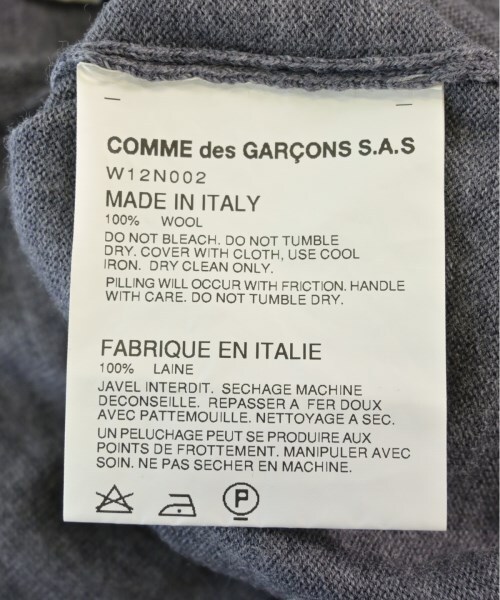 COMME des GARÇONS S.A.S
W12N002
MADE IN ITALY
100% WOOL
DO NOT BLEACH. DO NOT TUMBLE
DRY. COVER WITH CLOTH, USE COOL
IRON. DRY CLEAN ONLY.
PILLING WILL OCCUR WITH FRICTION. HANDLE
WITH CARE. DO NOT TUMBLE DRY.
FABRIQUE EN ITALIE
100% LAINE
JAVEL INTERDIT. SECHAGE MACHINE
DECONSEILLE. REPASSER A FER DOUX
AVEC PATTEMOUILLE. NETTOYAGE A SEC.
UN PELUCHAGE PEUT SE PRODUIRE AUX
POINTS DE FROTTEMENT. MANIPULER AVEC
SOIN. NE PAS SECHER EN MACHINE.
P